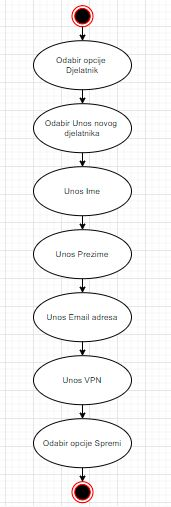 Odabir opcije
Djelatnik
Odabir Unos novog
djelatnika
Unos Ime
Unos Prezime
Unos Email adresa
Unos VPN
Odabir opcije Spremi